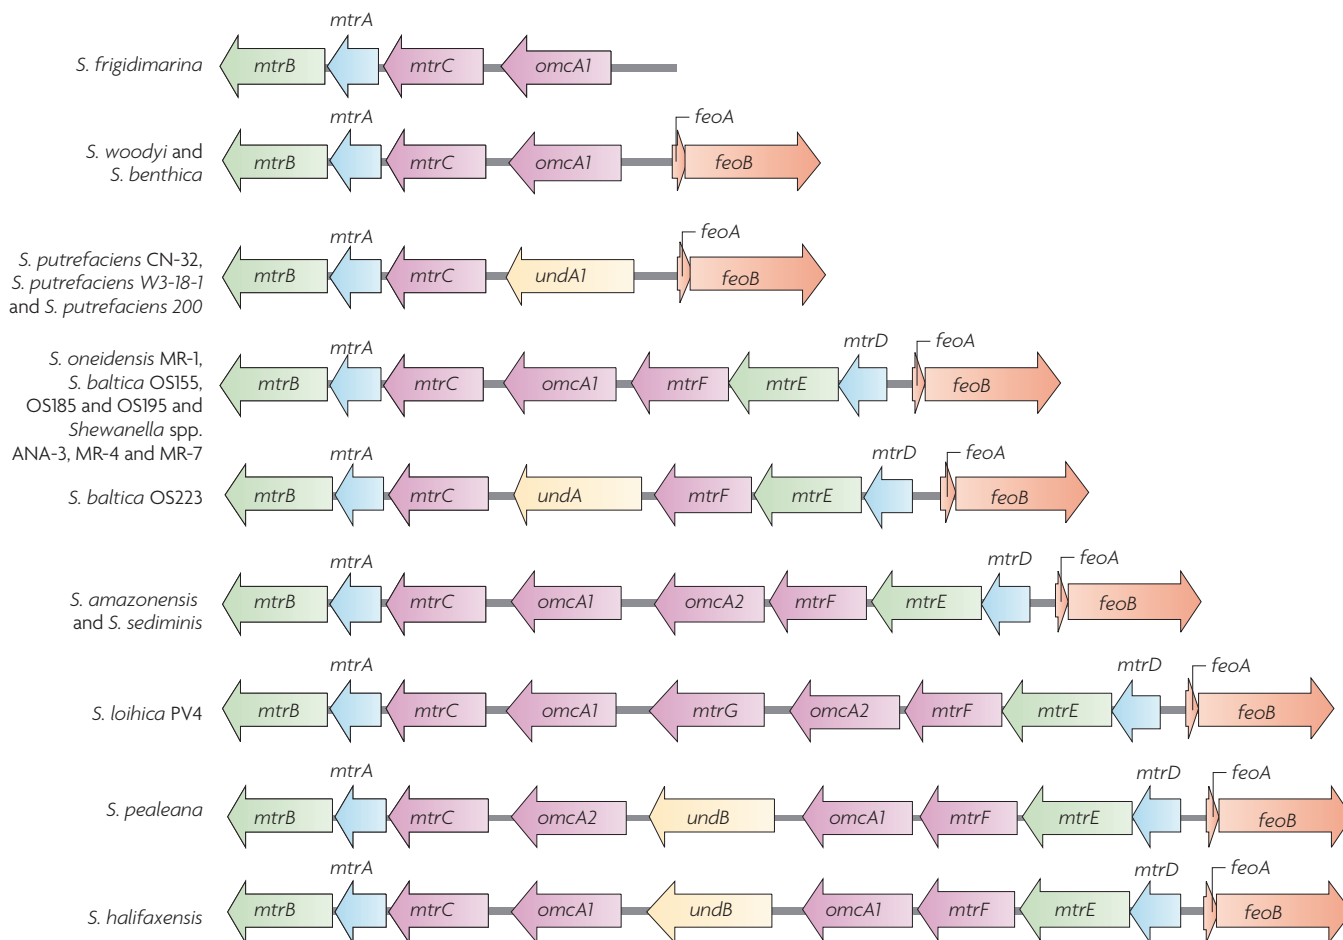 mtrA
S. frigidimarina mtrB mtrC omcA1
mtrA feoA
S. woodyi and
S. benthica
mtrB mtrC omcA1 feoB
mtrA feoA
S. putrefaciens CN-32,
S. putrefaciens W3-18-1
and S. putrefaciens 200
mtrB mtrC undA1 feoB
mtrA mtrD feoA
S. oneidensis MR-1,
S. baltica OS155,
OS185 and OS195 and
Shewanella spp.
ANA-3, MR-4 and MR-7
mtrB mtrC omcA1 mtrF mtrE feoB
mtrA mtrD feoA
S. baltica OS223 mtrB mtrC undA mtrF mtrE feoB
mtrA mtrD feoA
S. amazonensis
and S. sediminis
mtrB mtrC omcA1 omcA2 mtrF mtrE feoB
mtrA mtrD feoA
S. loihica PV4 mtrB mtrC omcA1 mtrG omcA2 mtrF mtrE feoB
mtrA mtrD feoA
S. pealeana mtrB mtrC omcA2 undB omcA1 mtrF mtrE feoB
mtrA mtrD feoA
S. halifaxensis mtrB mtrC omcA1 undB omcA1 mtrF mtrE feoB